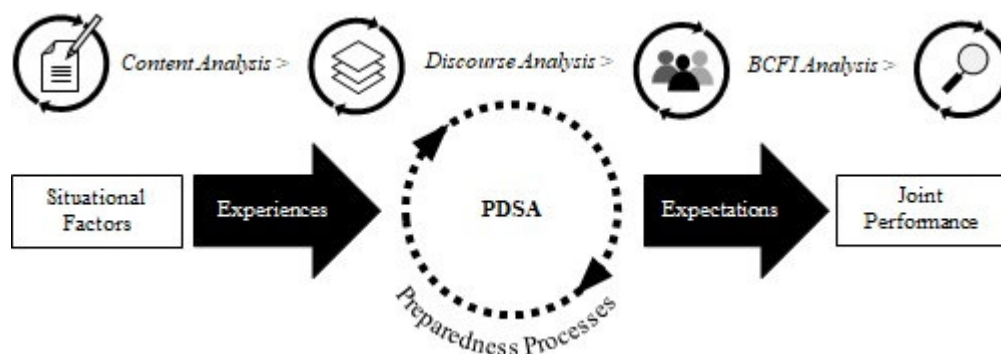 Content Analysis >
Discourse Analysis >
BCFI Analysis >
Situational
Factors
Experiences
PDSA
Expectations
Joint
Performance
Preparedness Processes